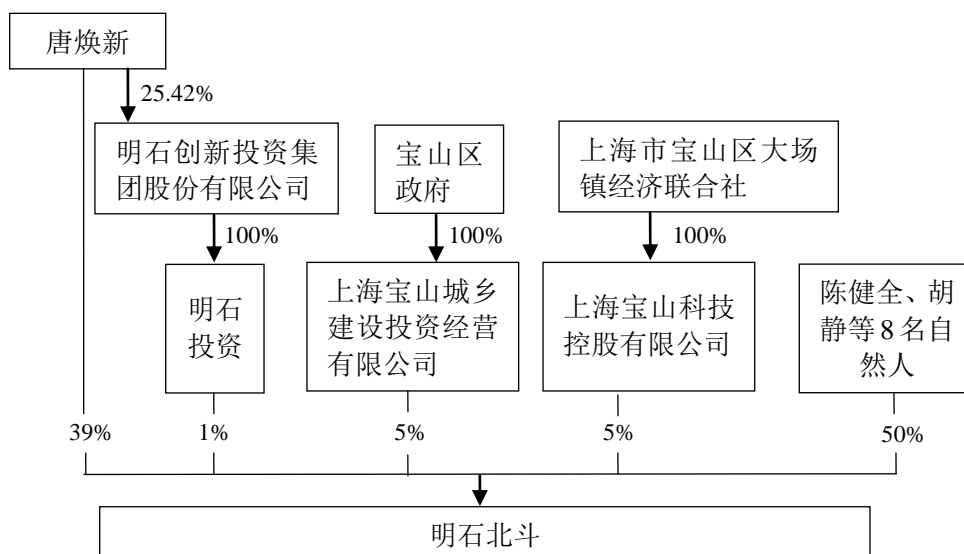 唐焕新
25.42%
明石创新投资集
团股份有限公司
宝山区
政府
上海市宝山区大场
镇经济联合社
100%
100%
100%
明石
投资
上海宝山城乡
建设投资经营
有限公司
上海宝山科技
控股有限公司
陈健全、胡
静等8名自
然人
39%
1%
5%
5%
50%
明石北斗